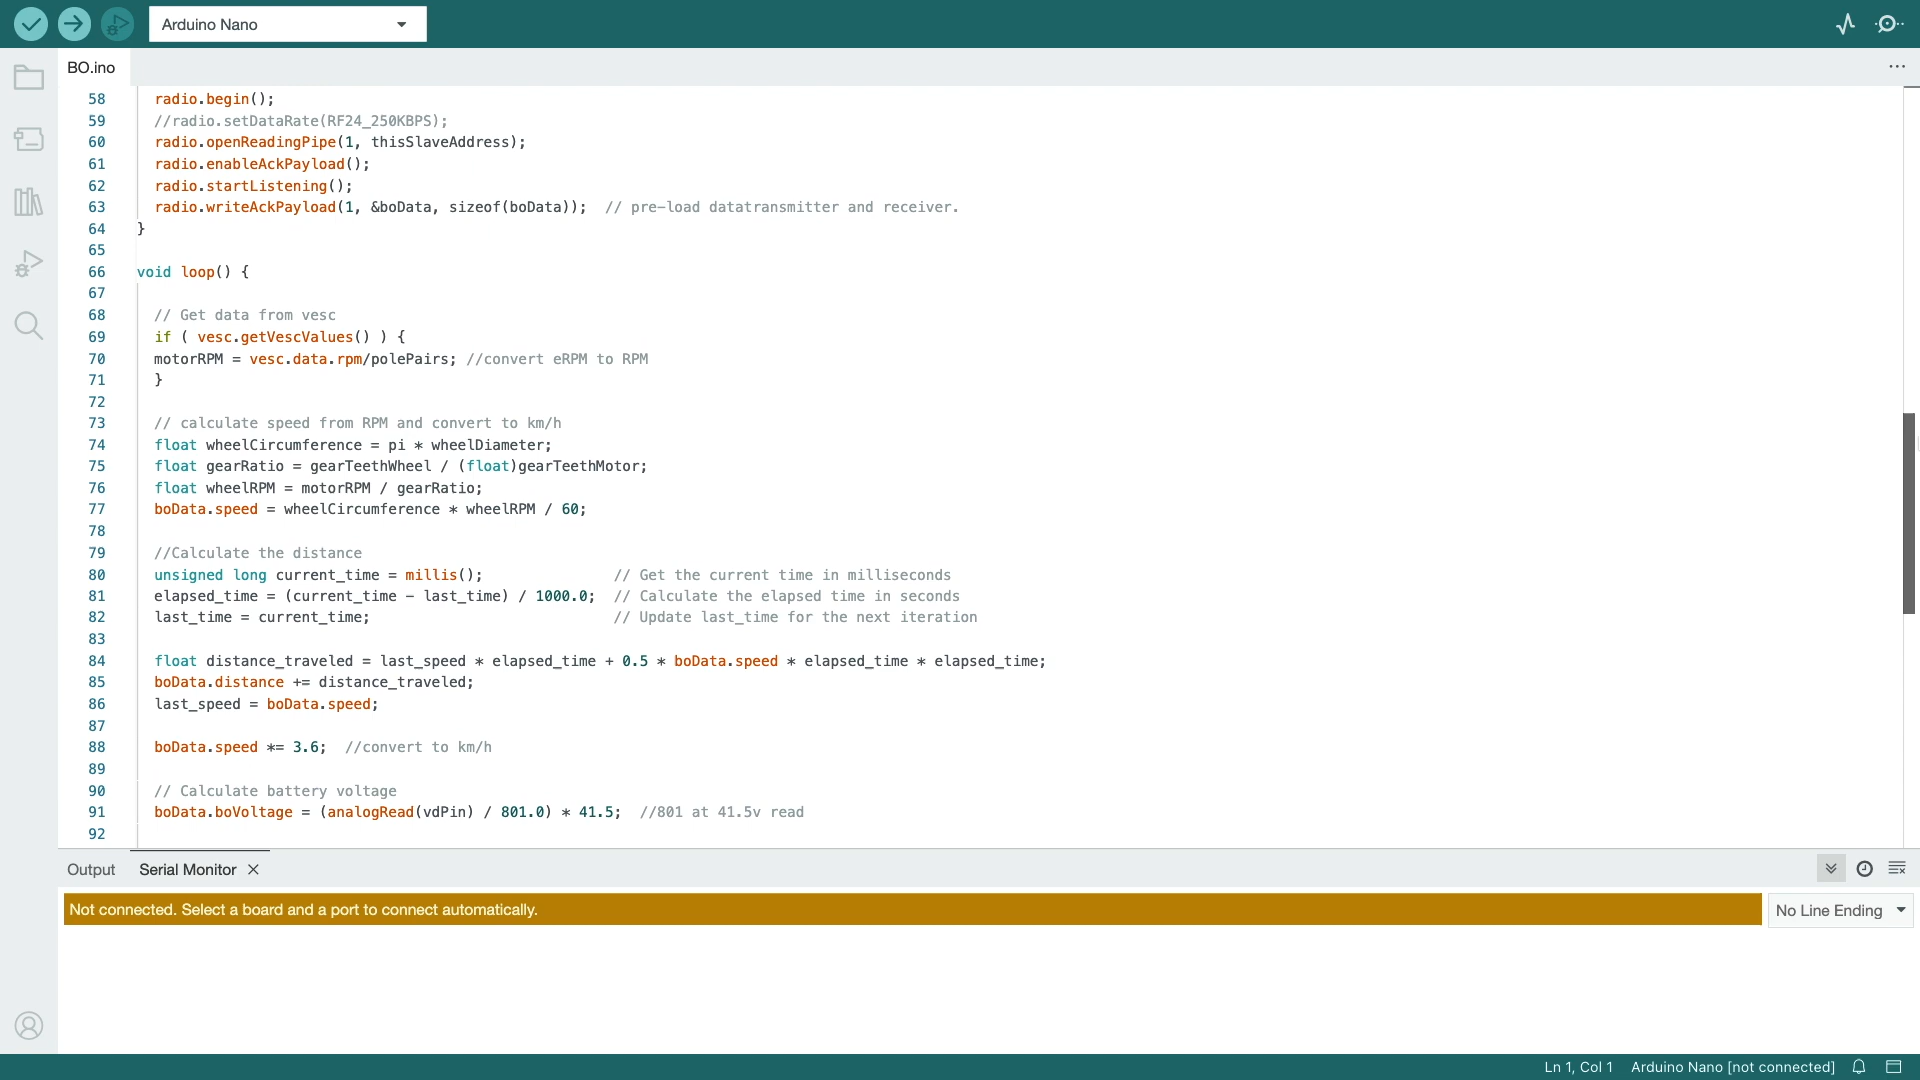 Arduino Nano
BO.ino
58 radio.begin();
59 //radio.setDataRate(RF24_250KBPS);
60 radio.openReadingPipe(1, thisSlaveAddress);
61 radio.enableAckPayload();
62 radio.startListening();
63 radio.writeAckPayload(1, &boData, sizeof(boData)); // pre-load datatransmitter and receiver.
64 }
65
66 void loop() {
67
68 // Get data from vesc
69 if ( vesc.getVescValues() ) {
70 motorRPM = vesc.data.rpm/polePairs; //convert eRPM to RPM
71 }
72
73 // calculate speed from RPM and convert to km/h
74 float wheelCircumference = pi * wheelDiameter;
75 float gearRatio = gearTeethWheel / (float)gearTeethMotor;
76 float wheelRPM = motorRPM / gearRatio;
77 boData.speed = wheelCircumference * wheelRPM / 60;
78
79 //Calculate the distance
80 unsigned long current_time = millis(); // Get the current time in milliseconds
81 elapsed_time = (current_time - last_time) / 1000.0; // Calculate the elapsed time in seconds
82 last_time = current_time; // Update last_time for the next iteration
83
84 float distance_traveled = last_speed * elapsed_time + 0.5 * boData.speed * elapsed_time * elapsed_time;
85 boData.distance += distance_traveled;
86 last_speed = boData.speed;
87
88 boData.speed *= 3.6; //convert to km/h
89
90 // Calculate battery voltage
91 boData.boVoltage = (analogRead(vdPin) / 801.0) * 41.5; //801 at 41.5v read
92
Output Serial Monitor
Not connected. Select a board and a port to connect automatically.
No Line Ending
Ln 1, Col 1 Arduino Nano [not connected]